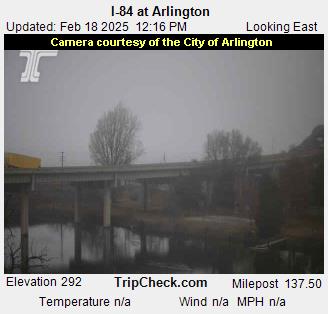 I-84 at Arlington
Updated: Feb 18 2025 12:16 PM Looking East
Camera courtesy of the City of Arlington
Elevation 292 TripCheck.com Milepost 137.50
Temperature n/a Wind n/a MPH n/a